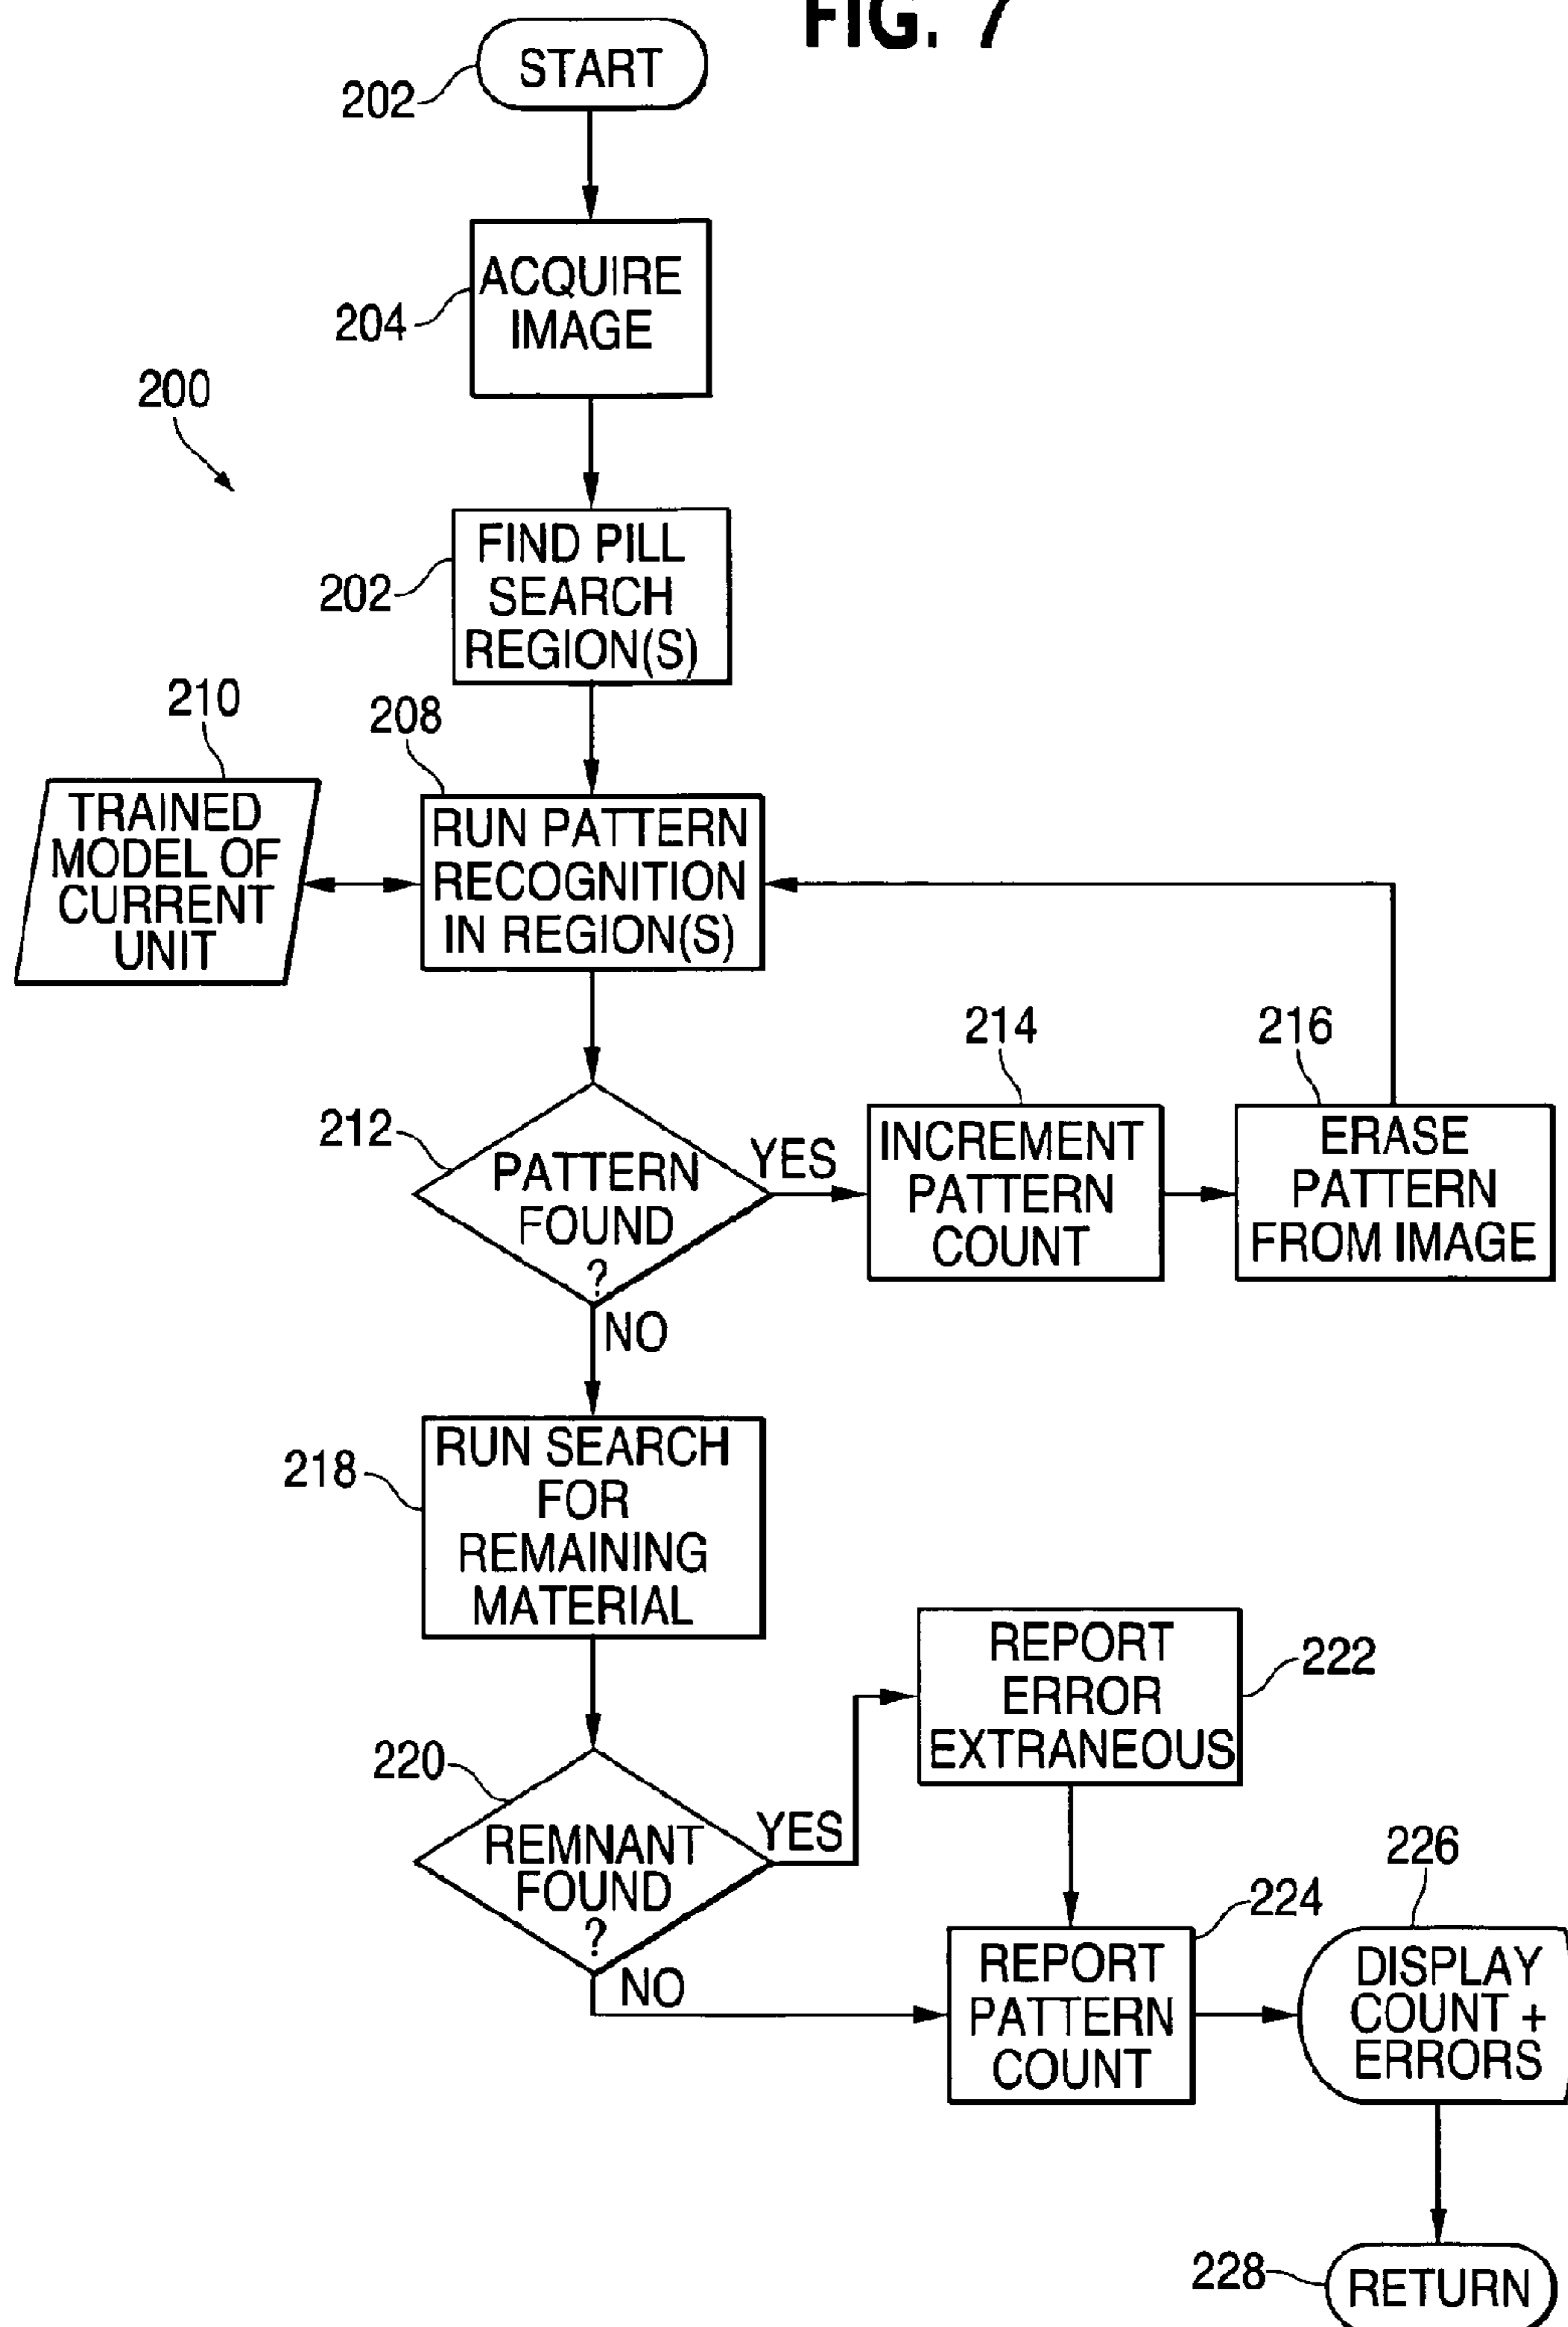 FIG. 7
START
202
ACQUIRE
IMAGE
204
200
FIND PILL
SEARCH
REGION(S)
202
210
208
TRAINED
MODEL OF
CURRENT
UNIT
RUN PATTERN
RECOGNITION
IN REGION(S)
214
216
212
PATTERN
FOUND
?
YES
INCREMENT
PATTERN
COUNT
ERASE
PATTERN
FROM IMAGE
NO
RUN SEARCH
FOR
REMAINING
MATERIAL
218
REPORT
ERROR
EXTRANEOUS
222
220
REMNANT
FOUND
?
YES
NO
224
226
REPORT
PATTERN
COUNT
DISPLAY
COUNT +
ERRORS
228
RETURN